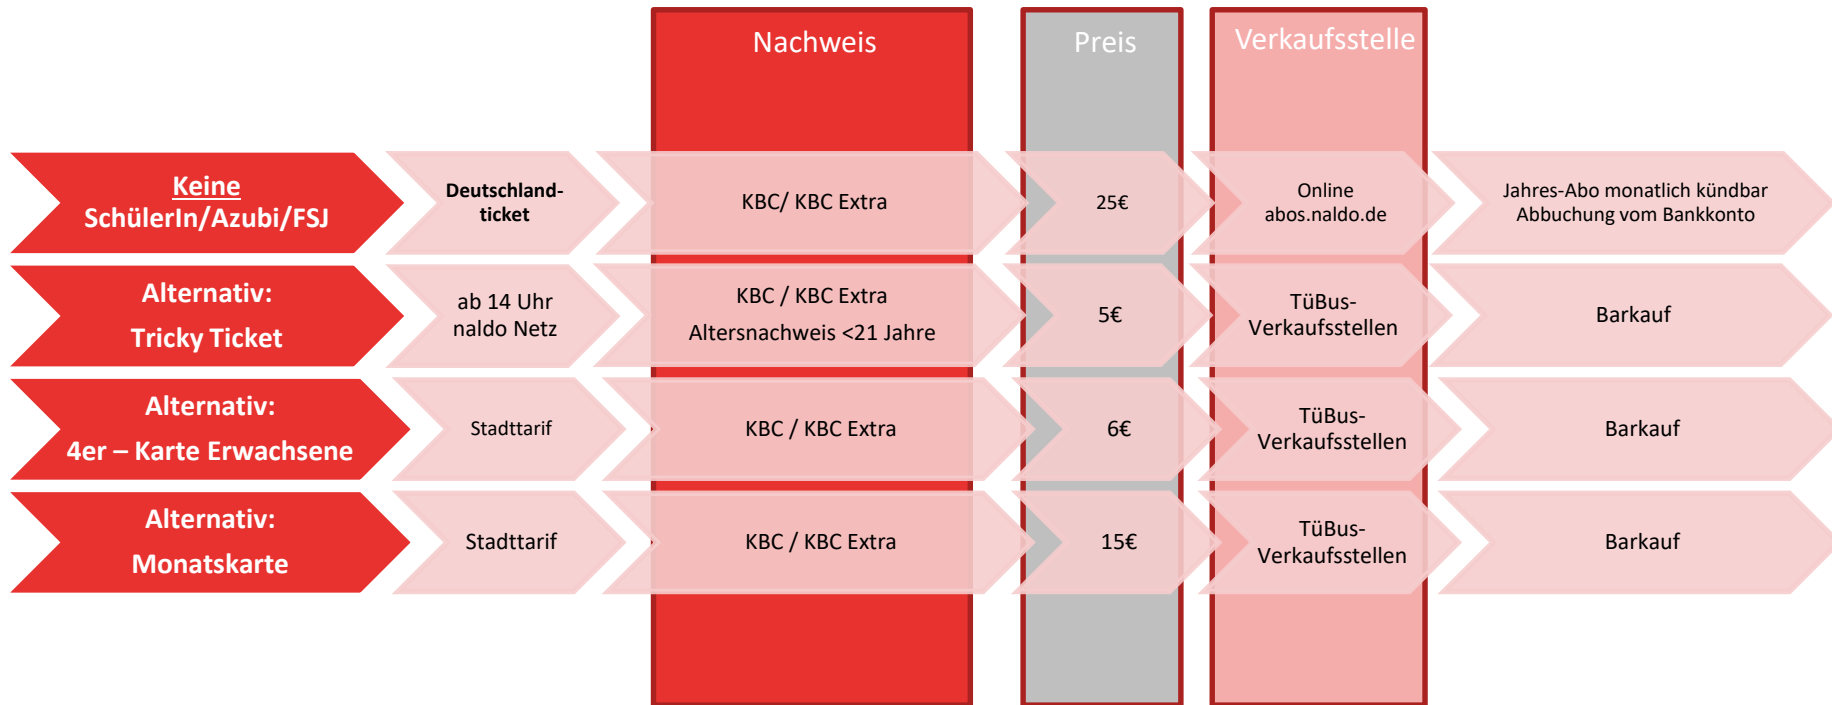 Nachweis
Preis
Verkaufsstelle
Keine
SchülerIn/Azubi/FSJ
Deutschland-
ticket
KBC/ KBC Extra
25€
Online
abos.naldo.de
Jahres-Abo monatlich kündbar
Abbuchung vom Bankkonto
Alternativ:
Tricky Ticket
ab 14 Uhr
naldo Netz
KBC / KBC Extra
Altersnachweis <21 Jahre
5€
TüBus-
Verkaufsstellen
Barkauf
Alternativ:
4er – Karte Erwachsene
Stadttarif
KBC / KBC Extra
6€
TüBus-
Verkaufsstellen
Barkauf
Alternativ:
Monatskarte
Stadttarif
KBC / KBC Extra
15€
TüBus-
Verkaufsstellen
Barkauf